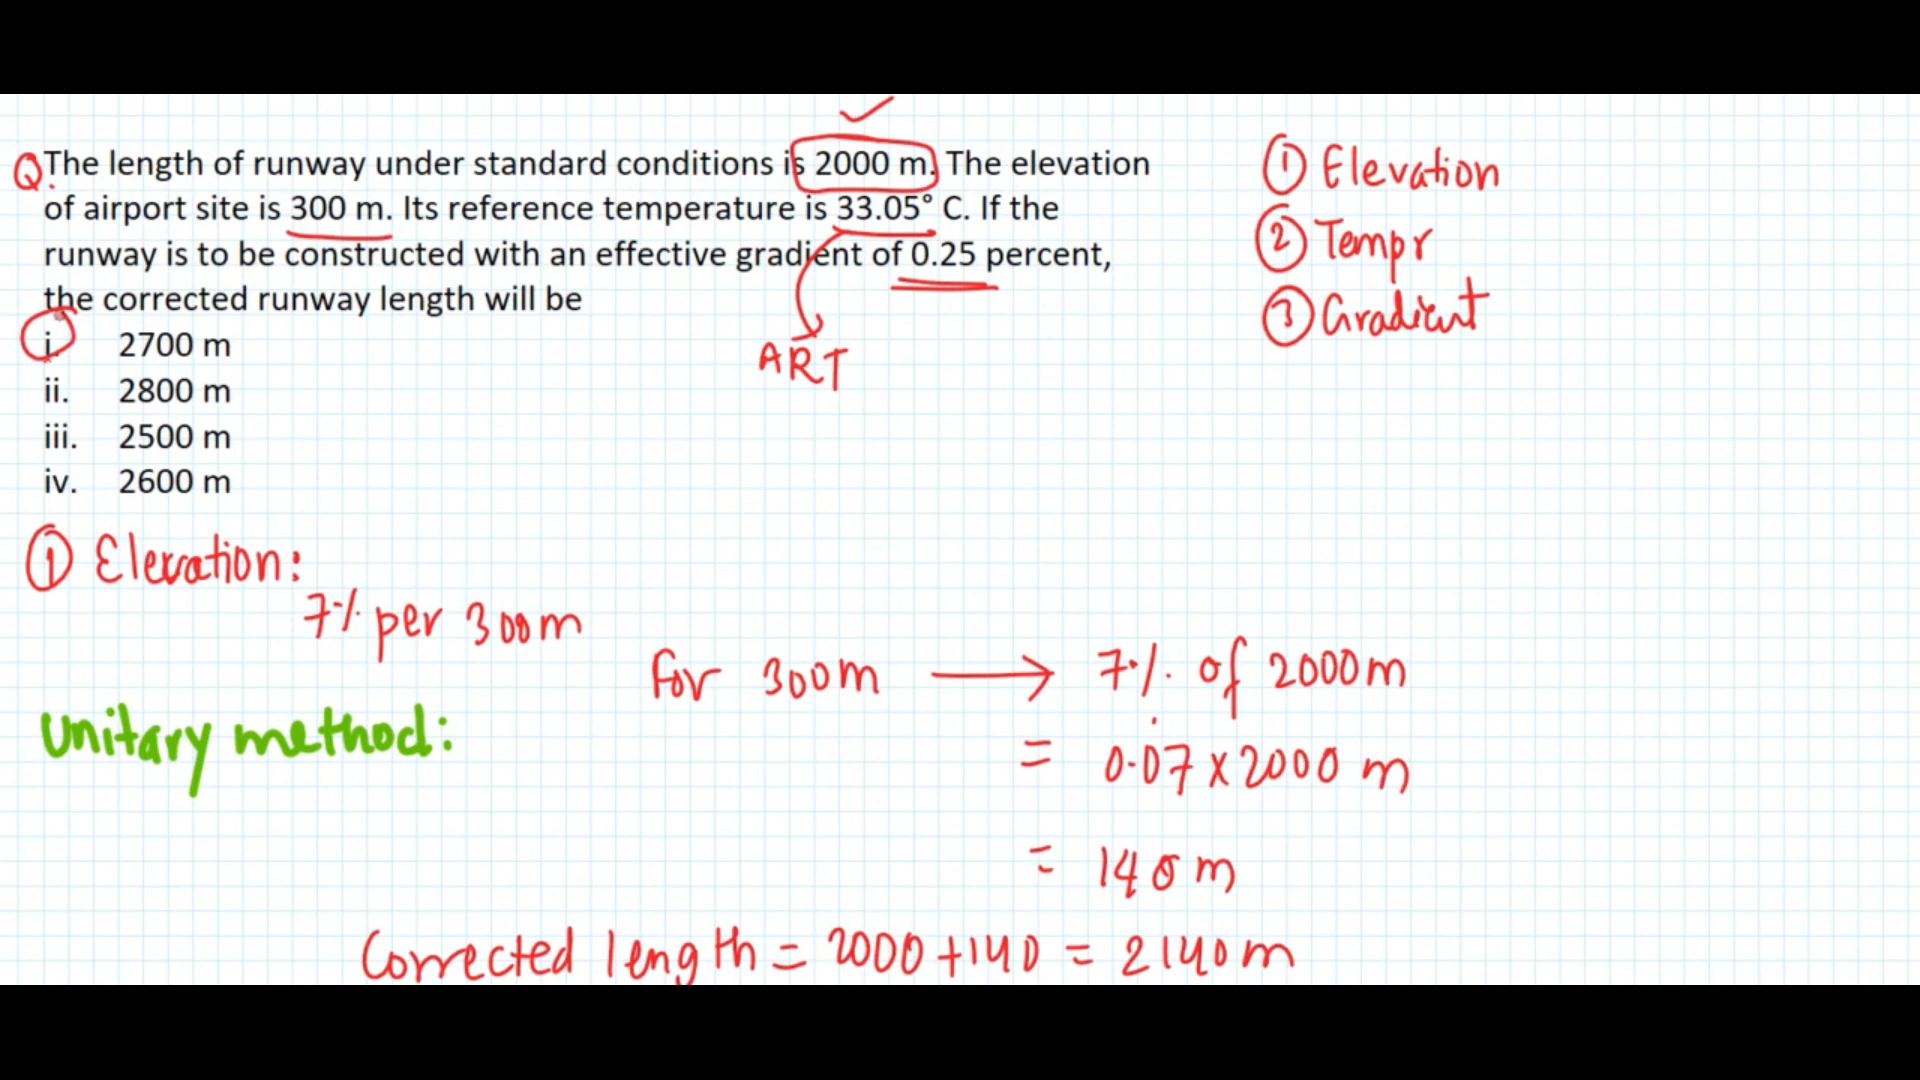 Q. The length of runway under standard conditions is 2000 m. The elevation
of airport site is 300 m. Its reference temperature is 33.05° C. If the
runway is to be constructed with an effective gradient of 0.25 percent,
the corrected runway length will be
i. 2700 m
ii. 2800 m
iii. 2500 m
iv. 2600 m
ART
① Elevation
② Tempr
③ Gradient
① Elevation:
7% per 300m
Unitary method:
For 300m → 7% of 2000m
= 0.07 x 2000 m
= 140 m
Corrected length = 2000 + 140 = 2140 m